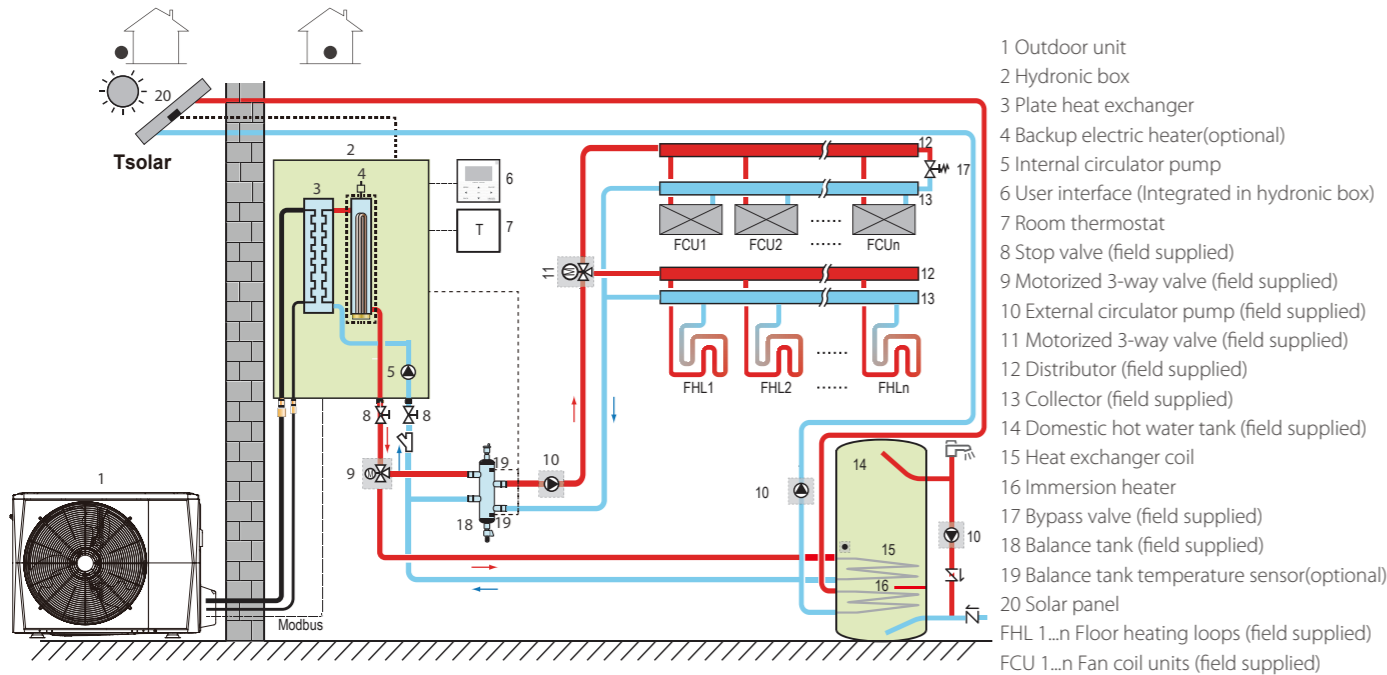 20
Tsolar
2
3
4
5
6
T
7
8
8
9
19
18
19
10
11
12
17
13
FCU1
FCU2
......
FCUn
12
13
FHL1
FHL2
......
......
FHLn
10
14
15
16
10
1
Modbus
1 Outdoor unit
2 Hydronic box
3 Plate heat exchanger
4 Backup electric heater(optional)
5 Internal circulator pump
6 User interface (Integrated in hydronic box)
7 Room thermostat
8 Stop valve (field supplied)
9 Motorized 3-way valve (field supplied)
10 External circulator pump (field supplied)
11 Motorized 3-way valve (field supplied)
12 Distributor (field supplied)
13 Collector (field supplied)
14 Domestic hot water tank (field supplied)
15 Heat exchanger coil
16 Immersion heater
17 Bypass valve (field supplied)
18 Balance tank (field supplied)
19 Balance tank temperature sensor(optional)
20 Solar panel
FHL 1...n Floor heating loops (field supplied)
FCU 1...n Fan coil units (field supplied)